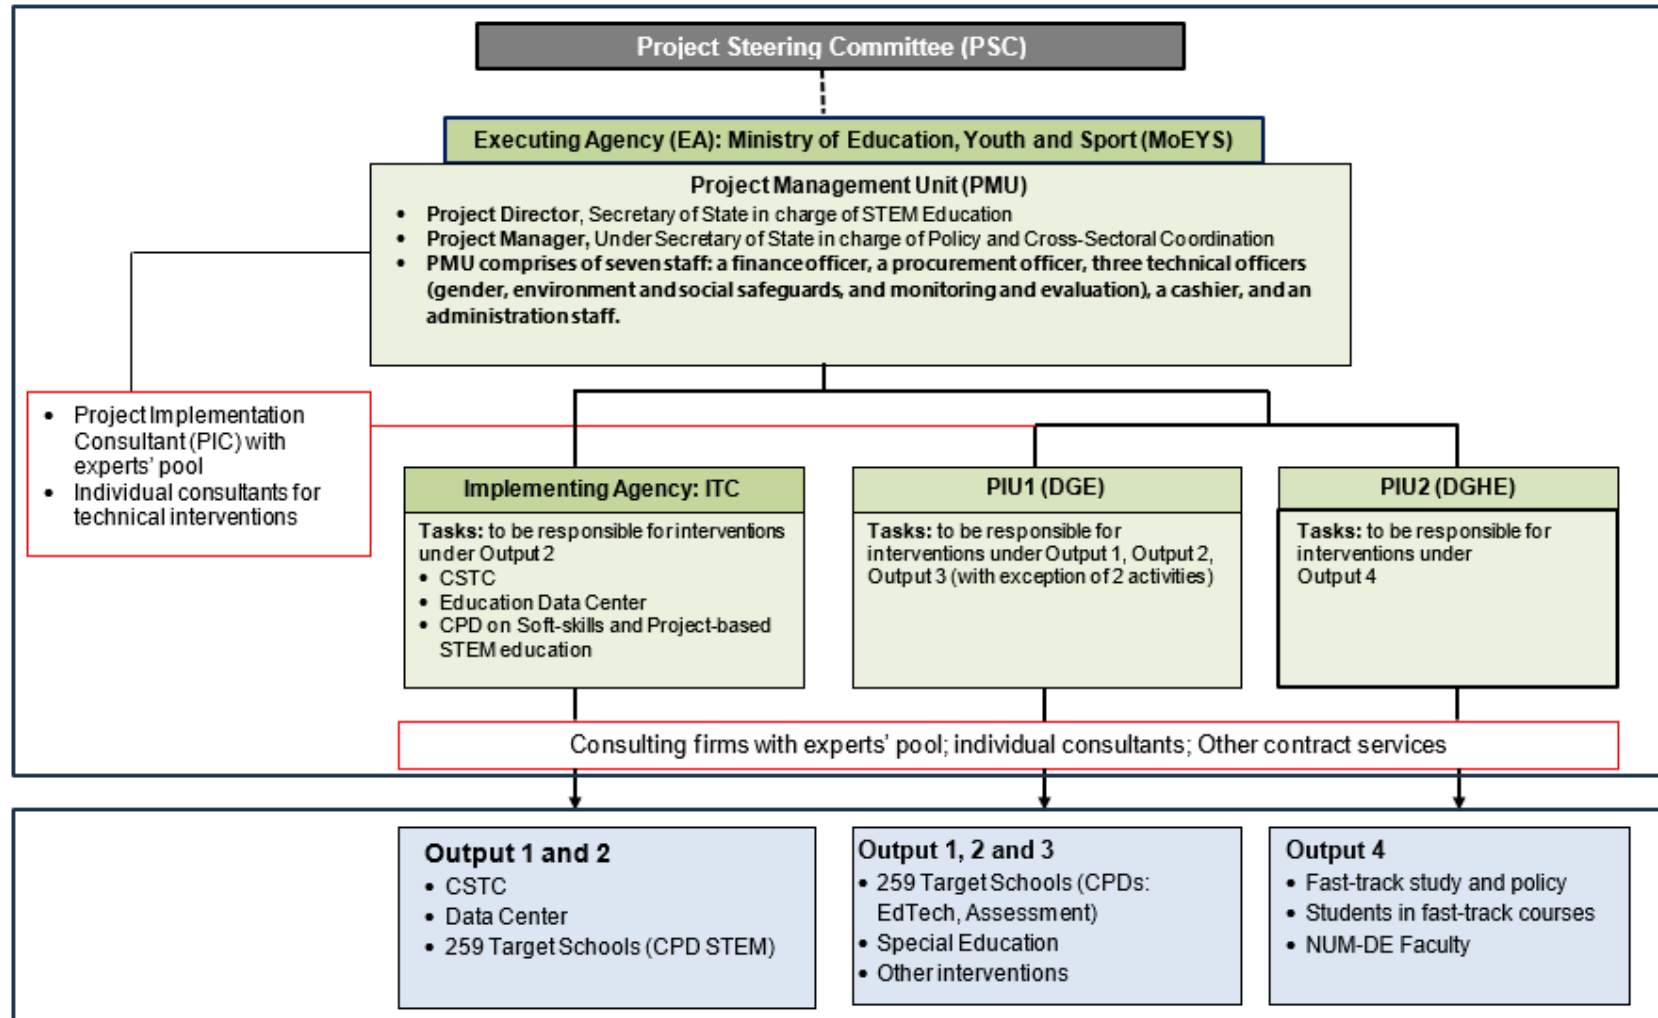 Project Steering Committee (PSC)
Executing Agency (EA): Ministry of Education, Youth and Sport (MoEYS)
Project Management Unit (PMU)
• Project Director, Secretary of State in charge of STEM Education
• Project Manager, Under Secretary of State in charge of Policy and Cross-Sectoral Coordination
• PMU comprises of seven staff: a finance officer, a procurement officer, three technical officers
(gender, environment and social safeguards, and monitoring and evaluation), a cashier, and an
administration staff.
• Project Implementation
Consultant (PIC) with
experts' pool
• Individual consultants for
technical interventions
Implementing Agency: ITC
Tasks: to be responsible for interventions
under Output 2
• CSTC
• Education Data Center
• CPD on Soft-skills and Project-based
STEM education
PIU1 (DGE)
Tasks: to be responsible for
interventions under Output 1, Output 2,
Output 3 (with exception of 2 activities)
PIU2 (DGHE)
Tasks: to be responsible for
interventions under
Output 4
Consulting firms with experts' pool; individual consultants; Other contract services
Output 1 and 2
• CSTC
• Data Center
• 259 Target Schools (CPD STEM)
Output 1, 2 and 3
• 259 Target Schools (CPDs:
EdTech, Assessment)
• Special Education
• Other interventions
Output 4
• Fast-track study and policy
• Students in fast-track courses
• NUM-DE Faculty